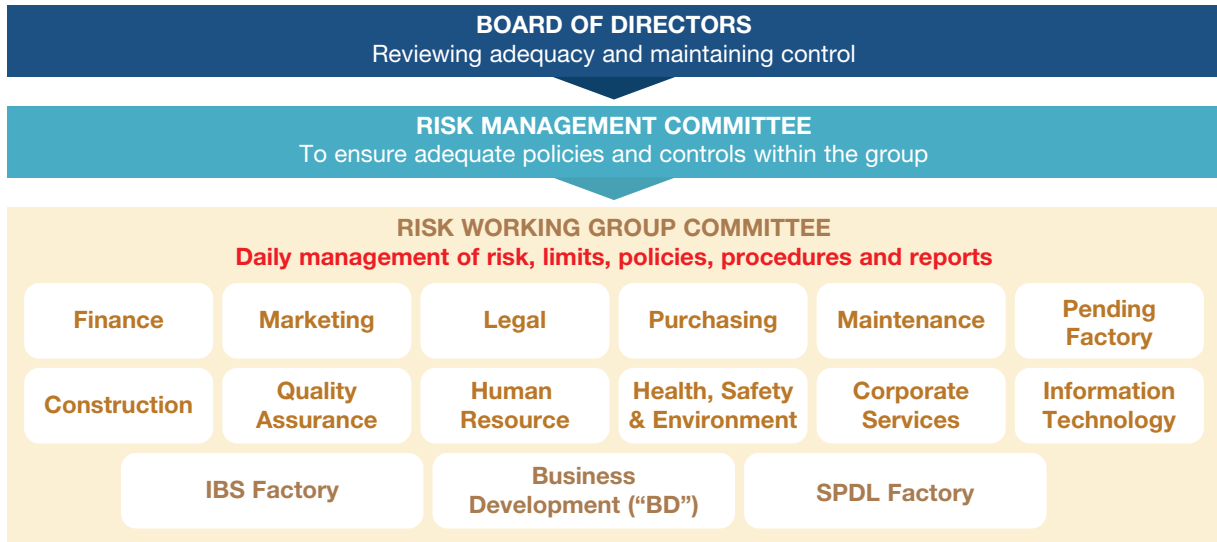 BOARD OF DIRECTORS
Reviewing adequacy and maintaining control
RISK MANAGEMENT COMMITTEE
To ensure adequate policies and controls within the group
RISK WORKING GROUP COMMITTEE
Daily management of risk, limits, policies, procedures and reports
Finance
Marketing
Legal
Purchasing
Maintenance
Pending
Factory
Construction
Quality
Assurance
Human
Resource
Health, Safety
& Environment
Corporate
Services
Information
Technology
IBS Factory
Business
Development (“BD”)
SPDL Factory